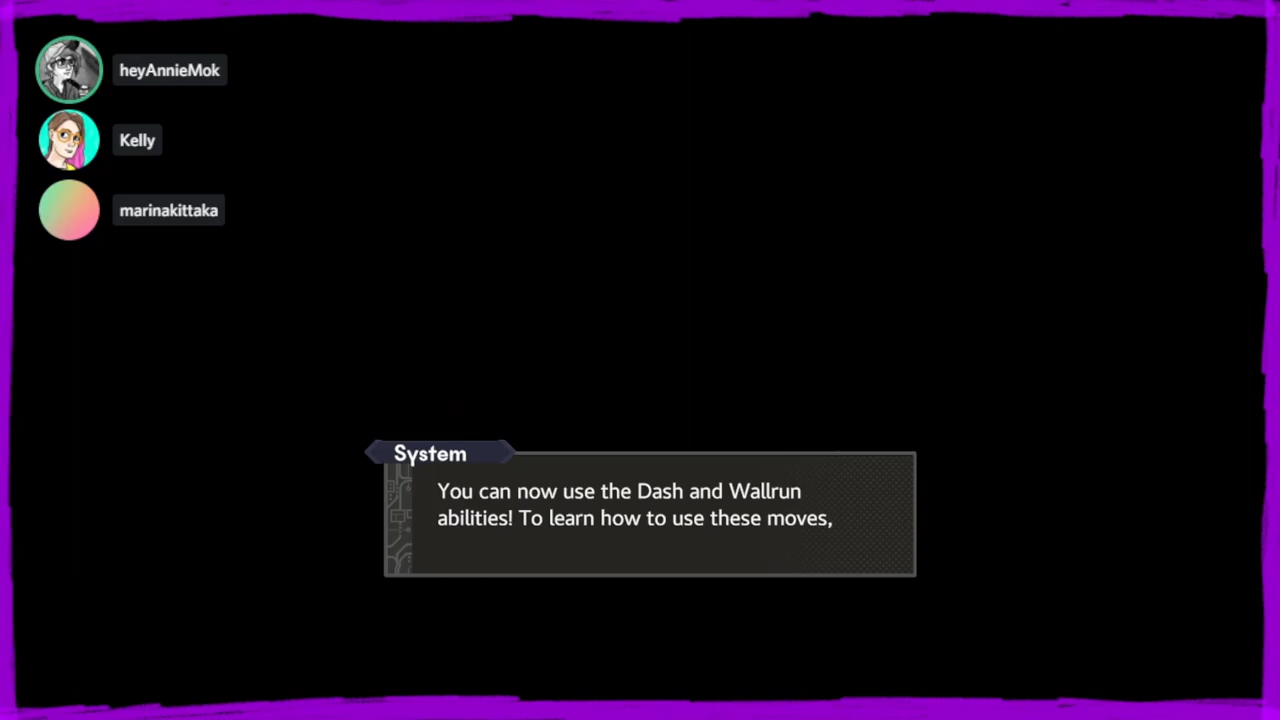 heyAnnieMok
Kelly
marinakittaka
System
You can now use the Dash and Wallrun
abilities! To learn how to use these moves,